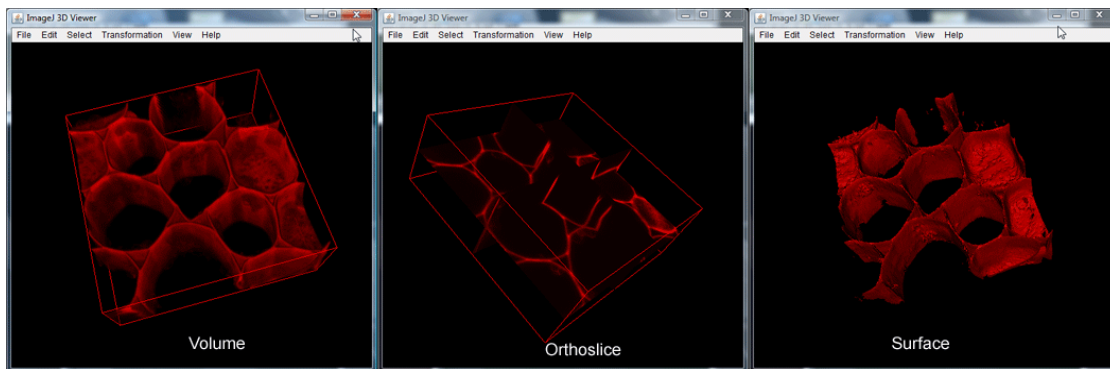 ImageJ 3D Viewer
File Edit Select Transformation View Help
Volume
ImageJ 3D Viewer
File Edit Select Transformation View Help
Orthoslice
ImageJ 3D Viewer
File Edit Select Transformation View Help
Surface